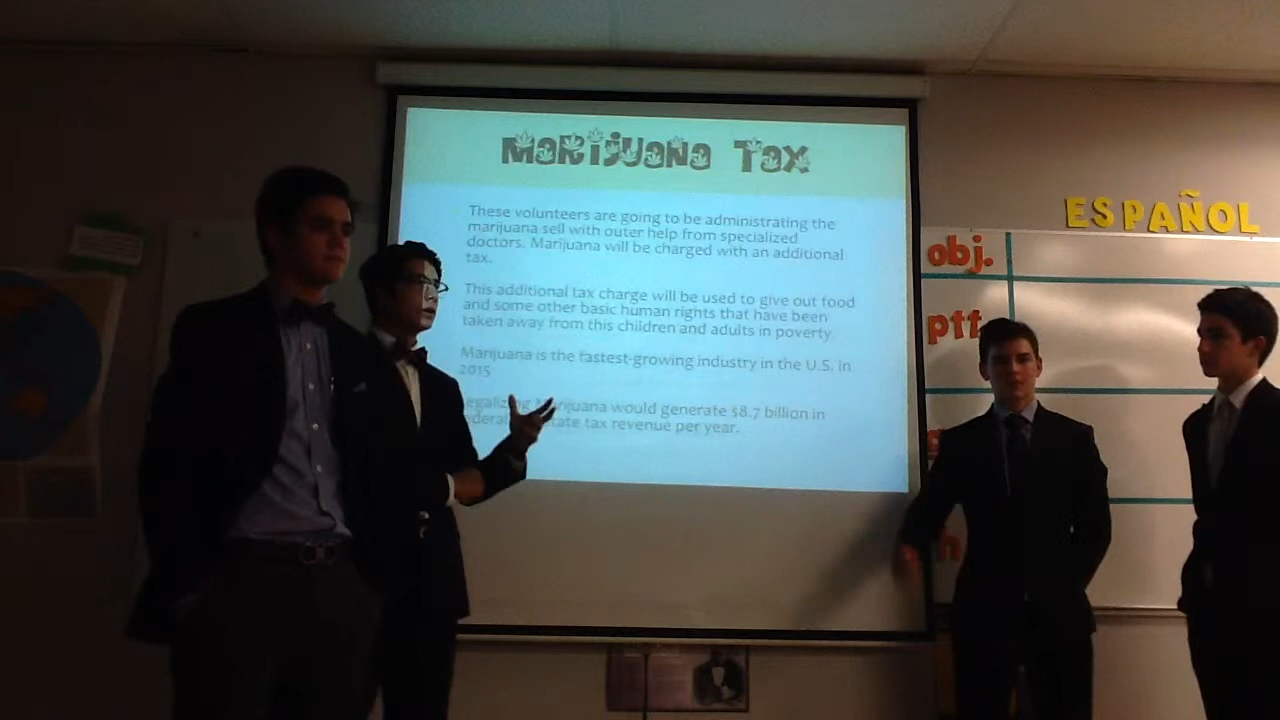 Marijuana Tax
These volunteers are going to be administrating the
marijuana sell with outer help from specialized
doctors. Marijuana will be charged with an additional
tax.
This additional tax charge will be used to give out food
and some other basic human rights that have been
taken away from this children and adults in poverty
Marijuana is the fastest-growing industry in the U.S. in
2015
Marijuana would generate $8.7 billion in
tax revenue per year.
ESPAÑOL
obj.
ptt